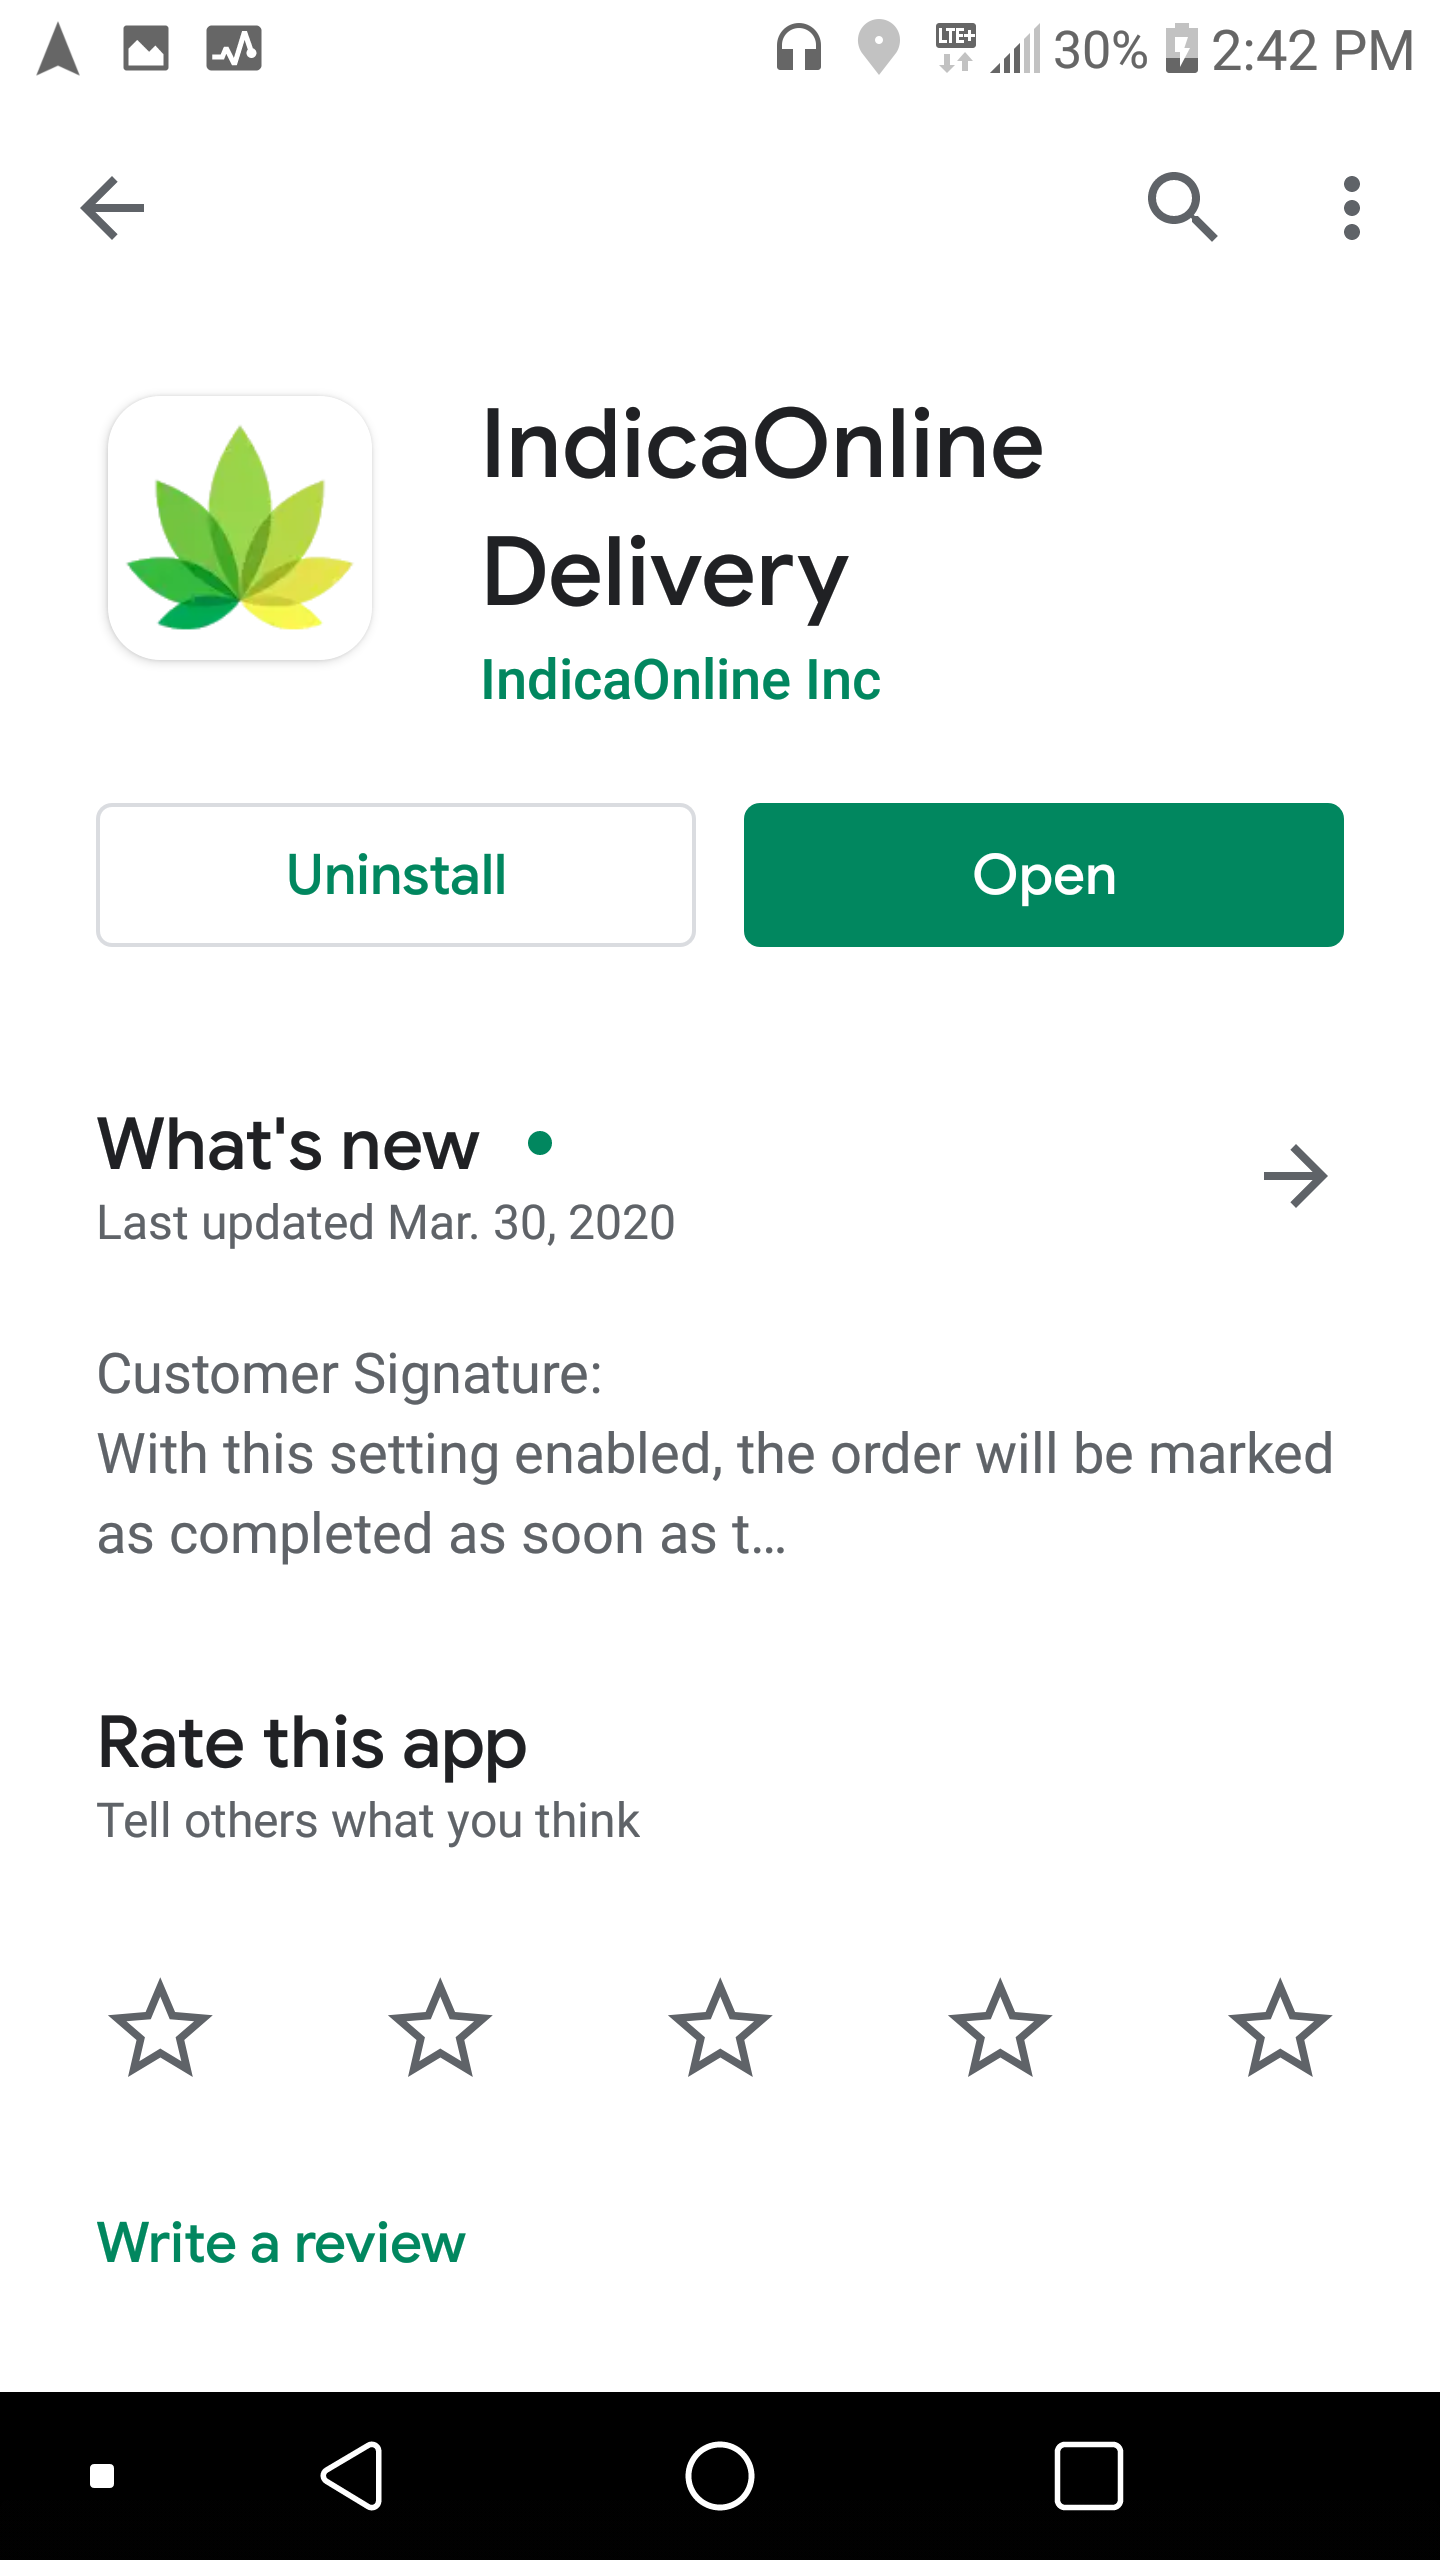 LTE+ 30% 2:42 PM
IndicaOnline
Delivery
IndicaOnline Inc
Uninstall Open
What's new
Last updated Mar. 30, 2020
Customer Signature:
With this setting enabled, the order will be marked
as completed as soon as t…
Rate this app
Tell others what you think
Write a review